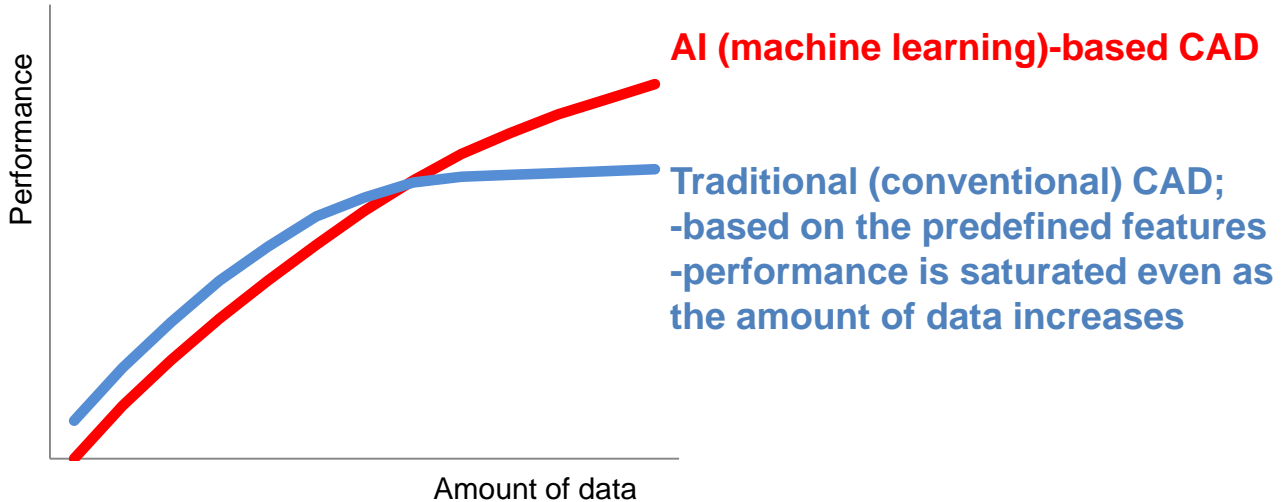 Performance
AI (machine learning)-based CAD
Traditional (conventional) CAD;
-based on the predefined features
-performance is saturated even as
the amount of data increases
Amount of data